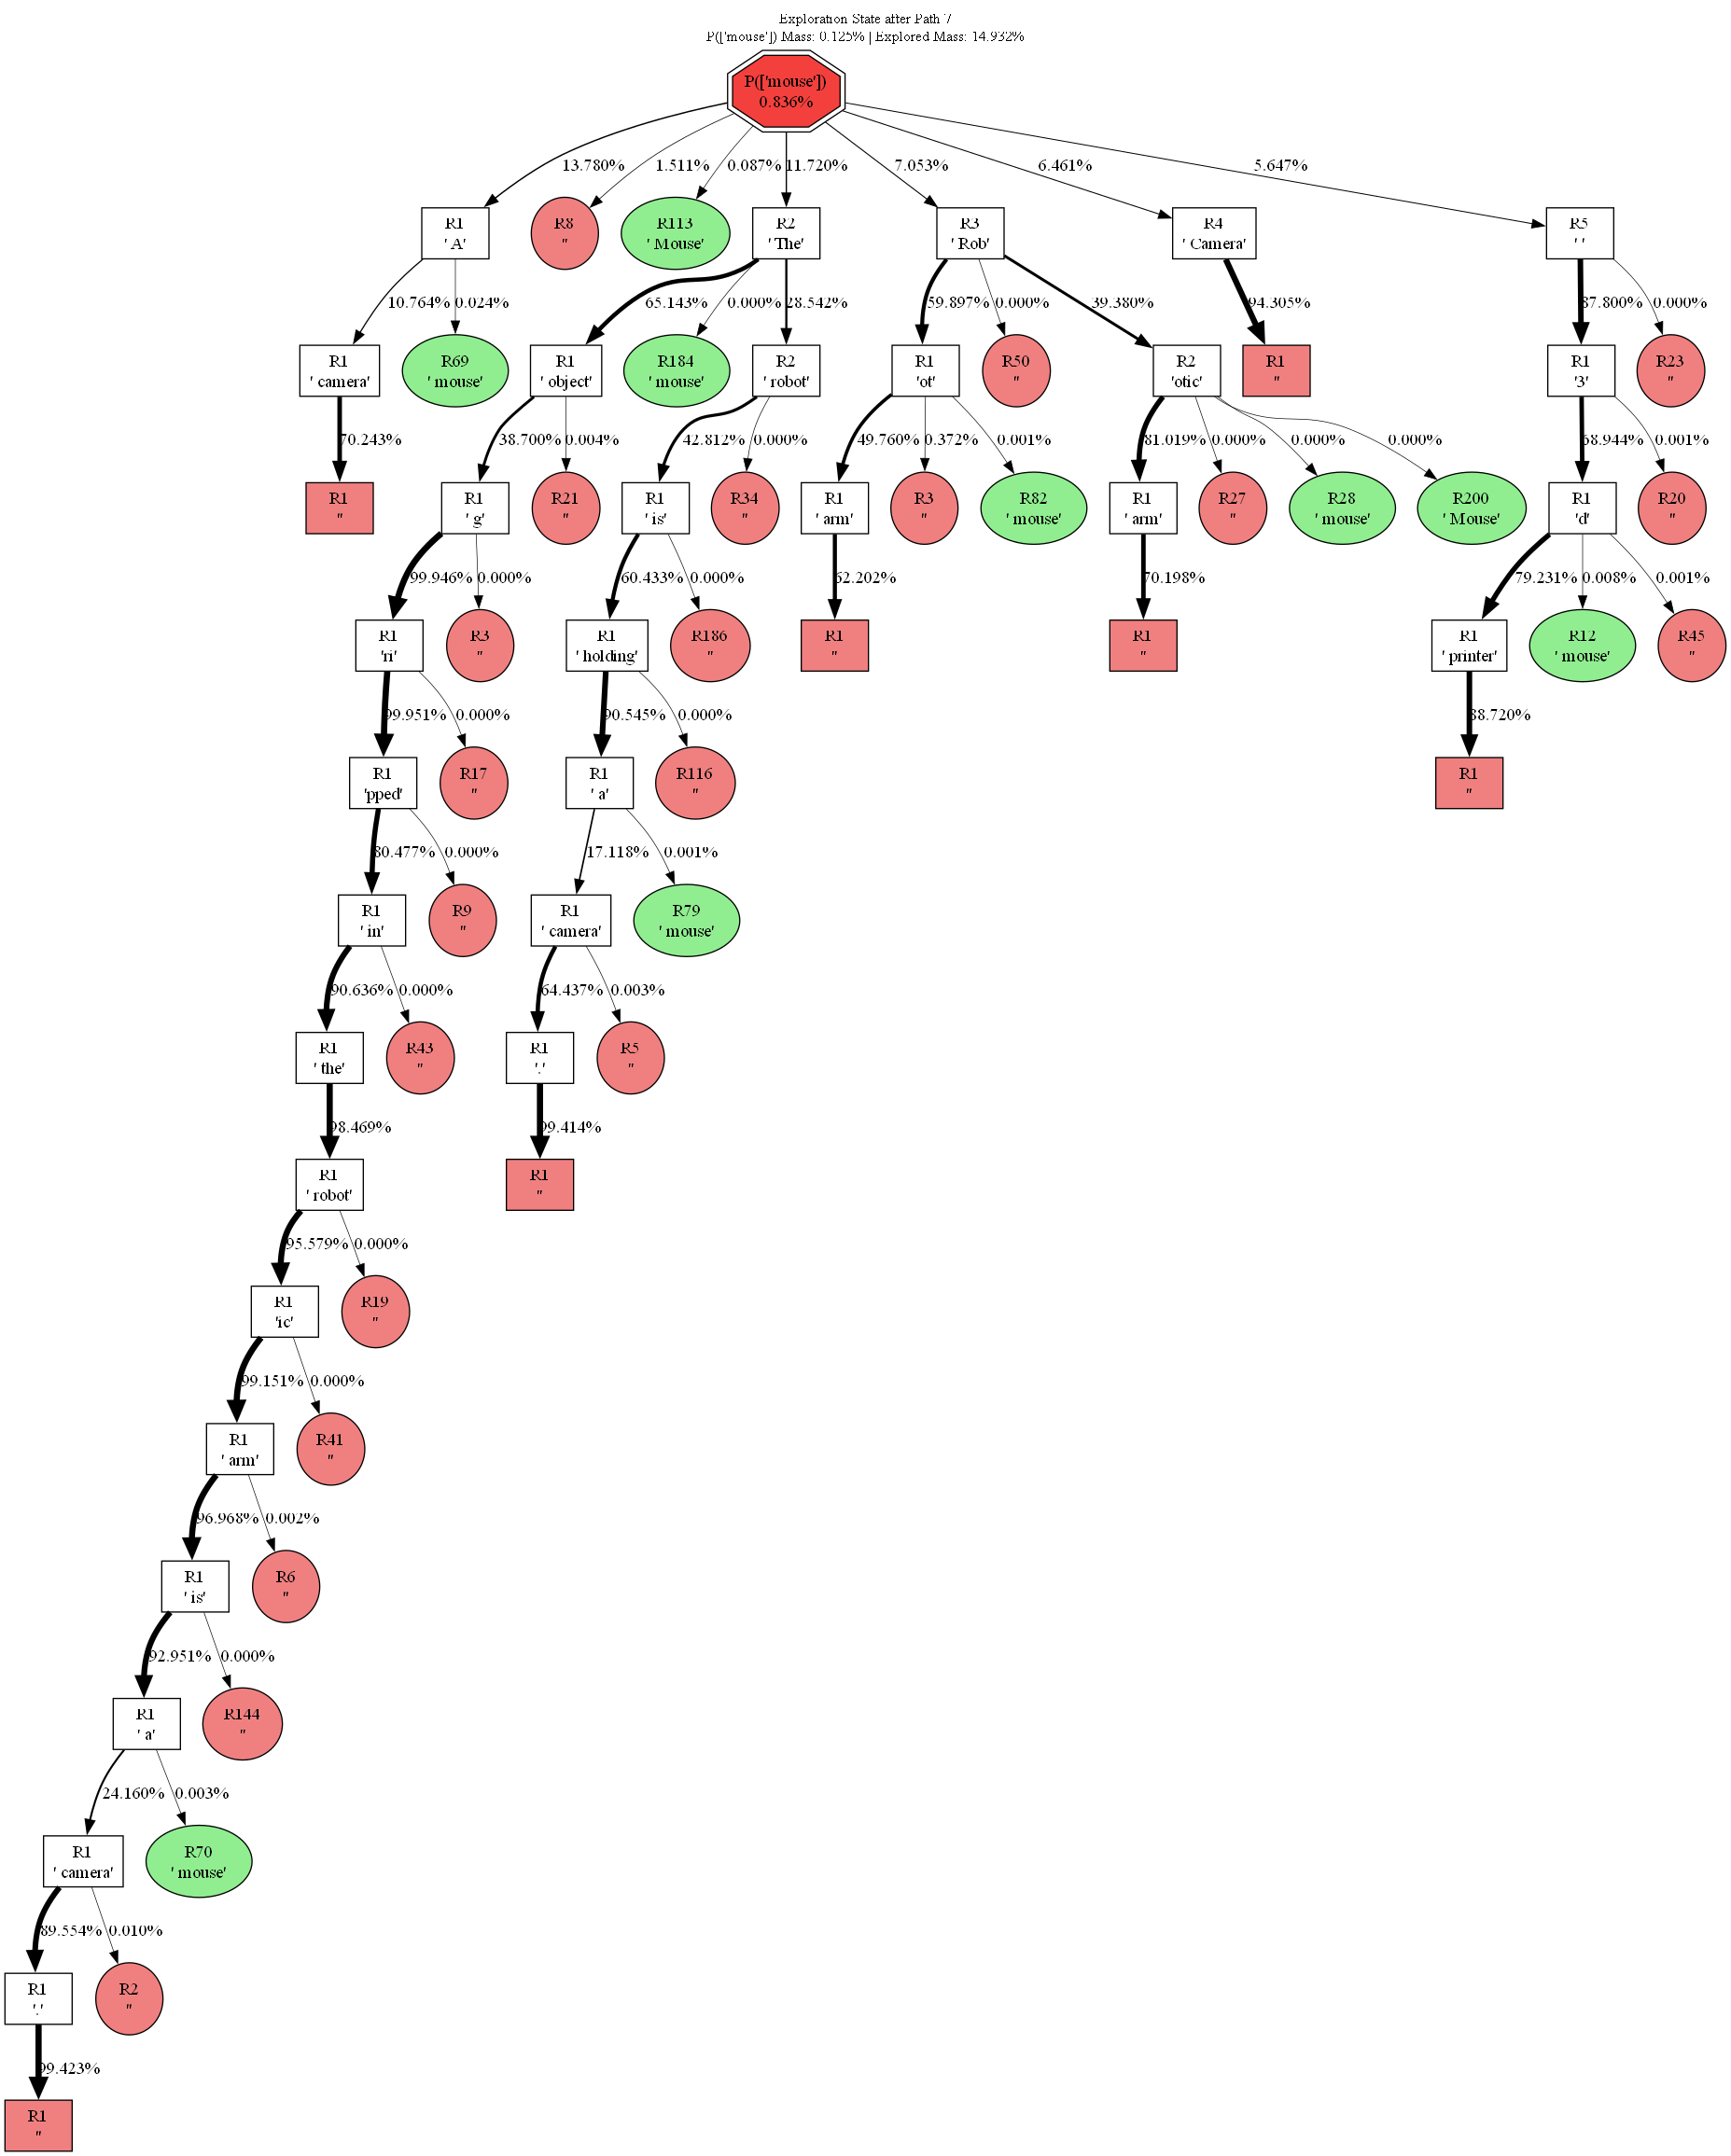 Exploration State after Path 7
P(['mouse']) Mass: 0.125% | Explored Mass: 14.932%
P(['mouse'])
0.836%
13.780% 1.511% 0.087% 11.720% 7.053% 6.461% 5.647%
R1 R8 R113 R2 R3 R4 R5
' A' '' ' Mouse' ' The' ' Rob' ' Camera' ' '
10.764% 0.024% 65.143% 0.000% 28.542% 59.897% 0.000% 39.380% 94.305% 87.800% 0.000%
R1 R69 R1 R184 R2 R1 R50 R2 R1 R1 R23
' camera' ' mouse' ' object' ' mouse' ' robot' 'ot' '' 'otic' '' '3' ''
70.243% 38.700% 0.004% 42.812% 0.000% 49.760% 0.372% 0.001% 81.019% 0.000% 0.000% 0.000% 68.944% 0.001%
R1 R1 R21 R1 R34 R1 R3 R82 R1 R27 R28 R200 R1 R20
'' ' g' '' ' is' '' ' arm' '' ' mouse' ' arm' '' ' mouse' ' Mouse' 'd' ''
99.946% 0.000% 60.433% 0.000% 62.202% 70.198% 79.231% 0.008% 0.001%
R1 R3 R1 R186 R1 R1 R1 R12 R45
'ri' '' ' holding' '' '' '' ' printer' ' mouse' ''
99.951% 0.000% 90.545% 0.000% 88.720%
R1 R17 R1 R116 R1
'pped' '' ' a' '' ''
80.477% 0.000% 17.118% 0.001%
R1 R9 R1 R79
' in' '' ' camera' ' mouse'
90.636% 0.000% 64.437% 0.003%
R1 R43 R1 R5
' the' '' '.' ''
98.469% 99.414%
R1 R1
' robot' ''
95.579% 0.000%
R1 R19
'ic' ''
99.151% 0.000%
R1 R41
' arm' ''
96.968% 0.002%
R1 R6
' is' ''
92.951% 0.000%
R1 R144
' a' ''
24.160% 0.003%
R1 R70
' camera' ' mouse'
89.554% 0.010%
R1 R2
'.' ''
99.423%
R1
''